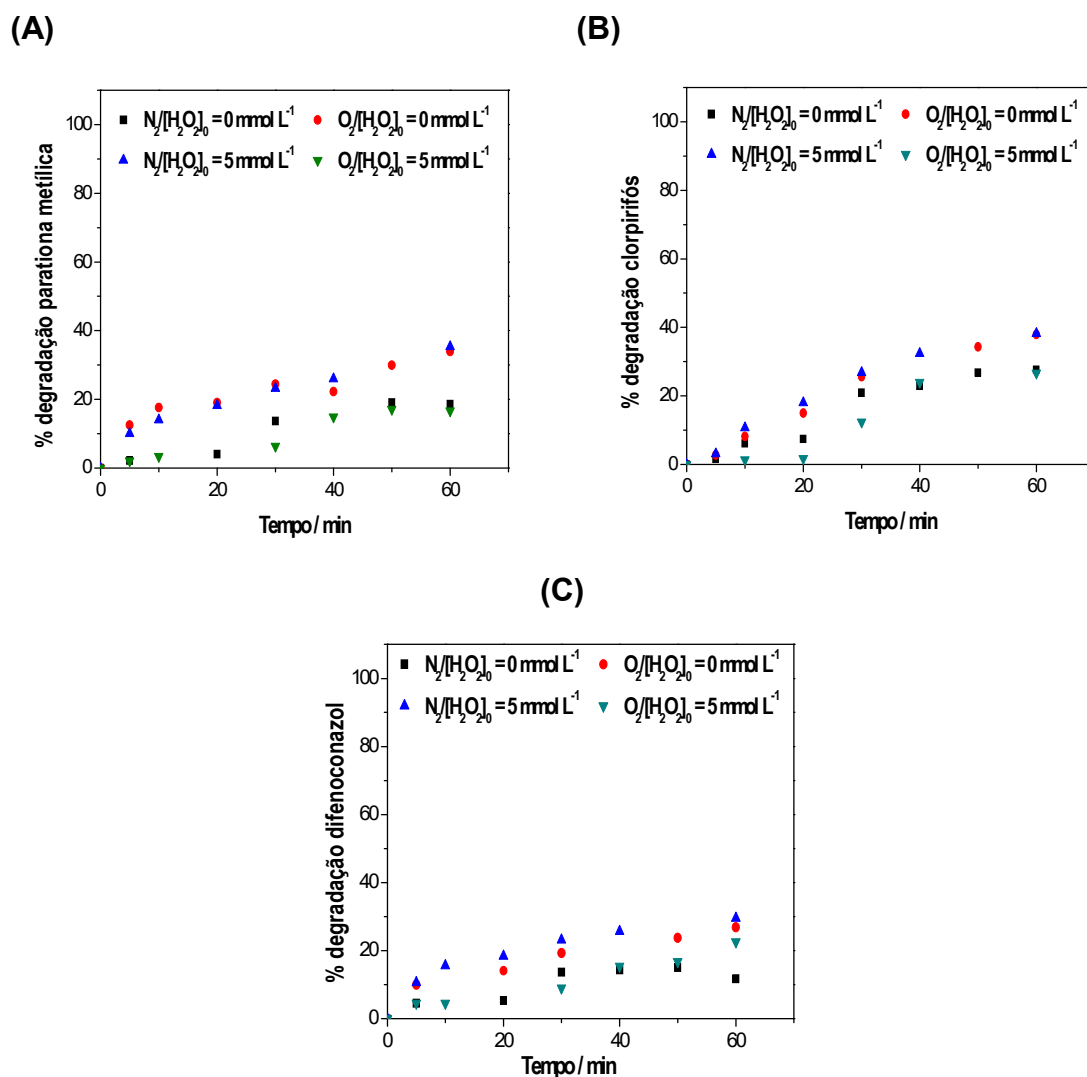 (A)
(B)
N₂/[H₂O₂]₀ = 0 mmol L⁻¹ O₂/[H₂O₂]₀ = 0 mmol L⁻¹
N₂/[H₂O₂]₀ = 5 mmol L⁻¹ O₂/[H₂O₂]₀ = 5 mmol L⁻¹
100
80
60
40
20
0
0 20 40 60
% degradação parationa metílica
Tempo / min
N₂/[H₂O₂]₀ = 0 mmol L⁻¹ O₂/[H₂O₂]₀ = 0 mmol L⁻¹
N₂/[H₂O₂]₀ = 5 mmol L⁻¹ O₂/[H₂O₂]₀ = 5 mmol L⁻¹
100
80
60
40
20
0
0 20 40 60
% degradação clorpirifós
Tempo / min
(C)
N₂/[H₂O₂]₀ = 0 mmol L⁻¹ O₂/[H₂O₂]₀ = 0 mmol L⁻¹
N₂/[H₂O₂]₀ = 5 mmol L⁻¹ O₂/[H₂O₂]₀ = 5 mmol L⁻¹
100
80
60
40
20
0
0 20 40 60
% degradação difenoconazol
Tempo / min